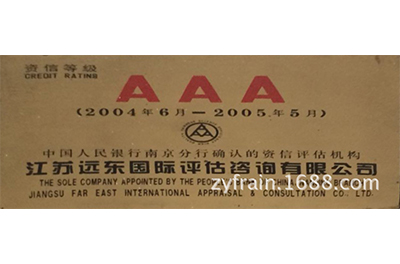 资信等级
CREDIT RATING
AAA
(2004年6月—2005年5月)
中国人民银行南京分行确认的资信评估机构
江苏远东国际评估咨询有限公司
THE SOLE COMPANY APPOINTED BY THE PEOPLE'S
zyfrain.1688.com
JIANGSU FAR EAST INTERNATIONAL APPRAISAL & CONSULTATION CO., LTD.